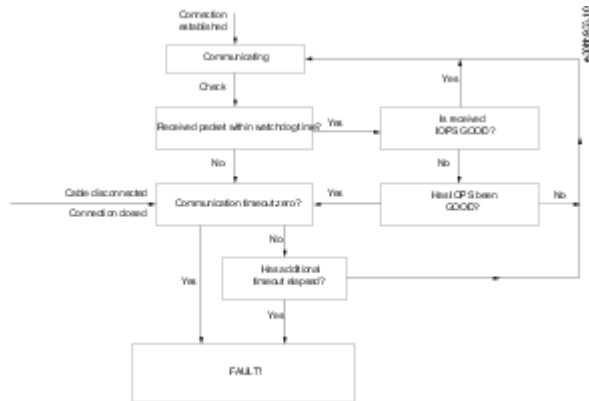 Connection
established
Communicating
Check
Yes
Received packet within watchdog time?
Yes
Is received
IOPS GOOD?
No
No
Cable disconnected
Connection closed
Communication timeout zero?
Yes
Has IOPS been
GOOD?
No
No
Has additional
timeout elapsed?
Yes
Yes
FAULT!